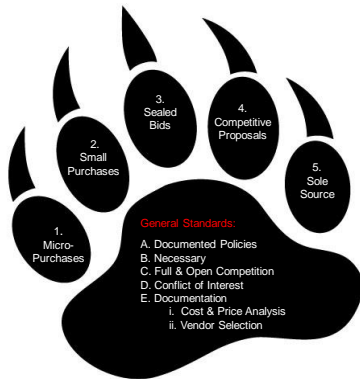 3.
Sealed
Bids
4.
Competitive
Proposals
2.
Small
Purchases
5.
Sole
Source
1.
Micro-
Purchases
General Standards:
A. Documented Policies
B. Necessary
C. Full & Open Competition
D. Conflict of Interest
E. Documentation
i. Cost & Price Analysis
ii. Vendor Selection